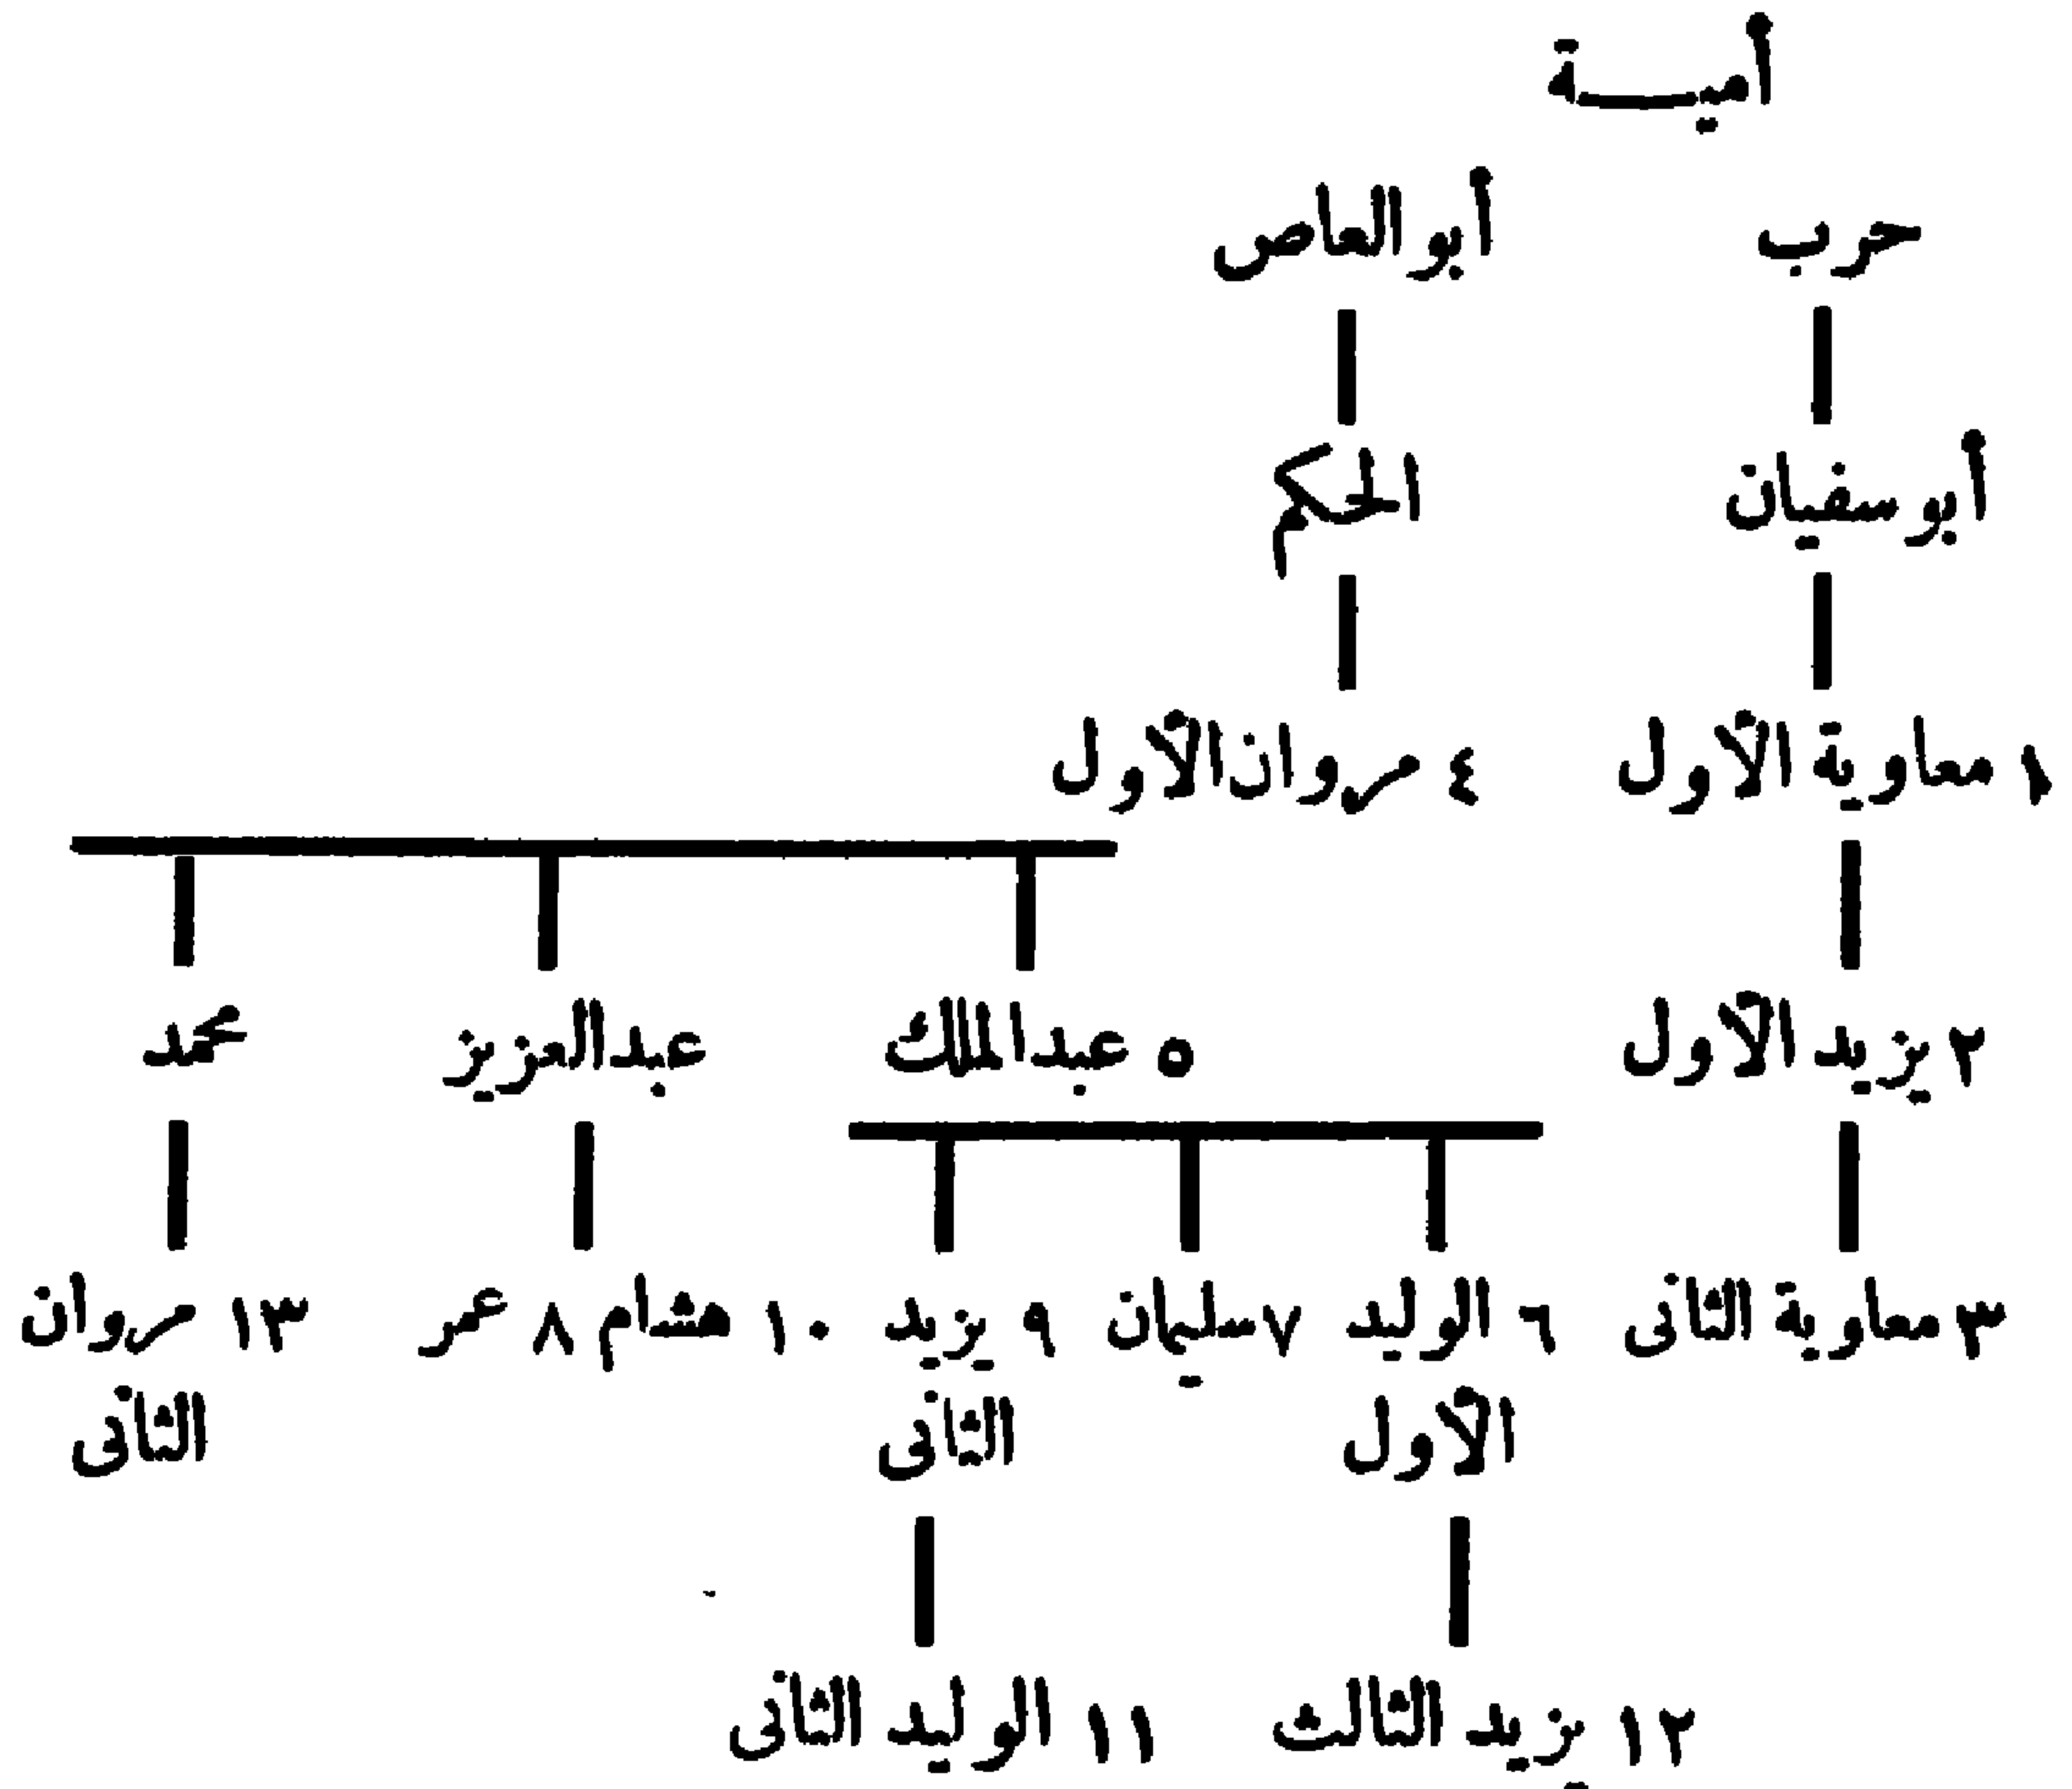 أميـــة
حرب أبو العاص
أبو سفيان الحكم
١ معاوية الأول ٤ مروان الأول
٢ يزيد الأول ٥ عبد الملك عبد العزيز محمد
٣ معاوية الثانى ٦ الوليد ٧ سليمان ٩ يزيد ١٠ هشام ٨ عمر ١٣ مروان
الأول الثانى الثانى
١٢ يزيد الثالث ١١ الوليد الثانى